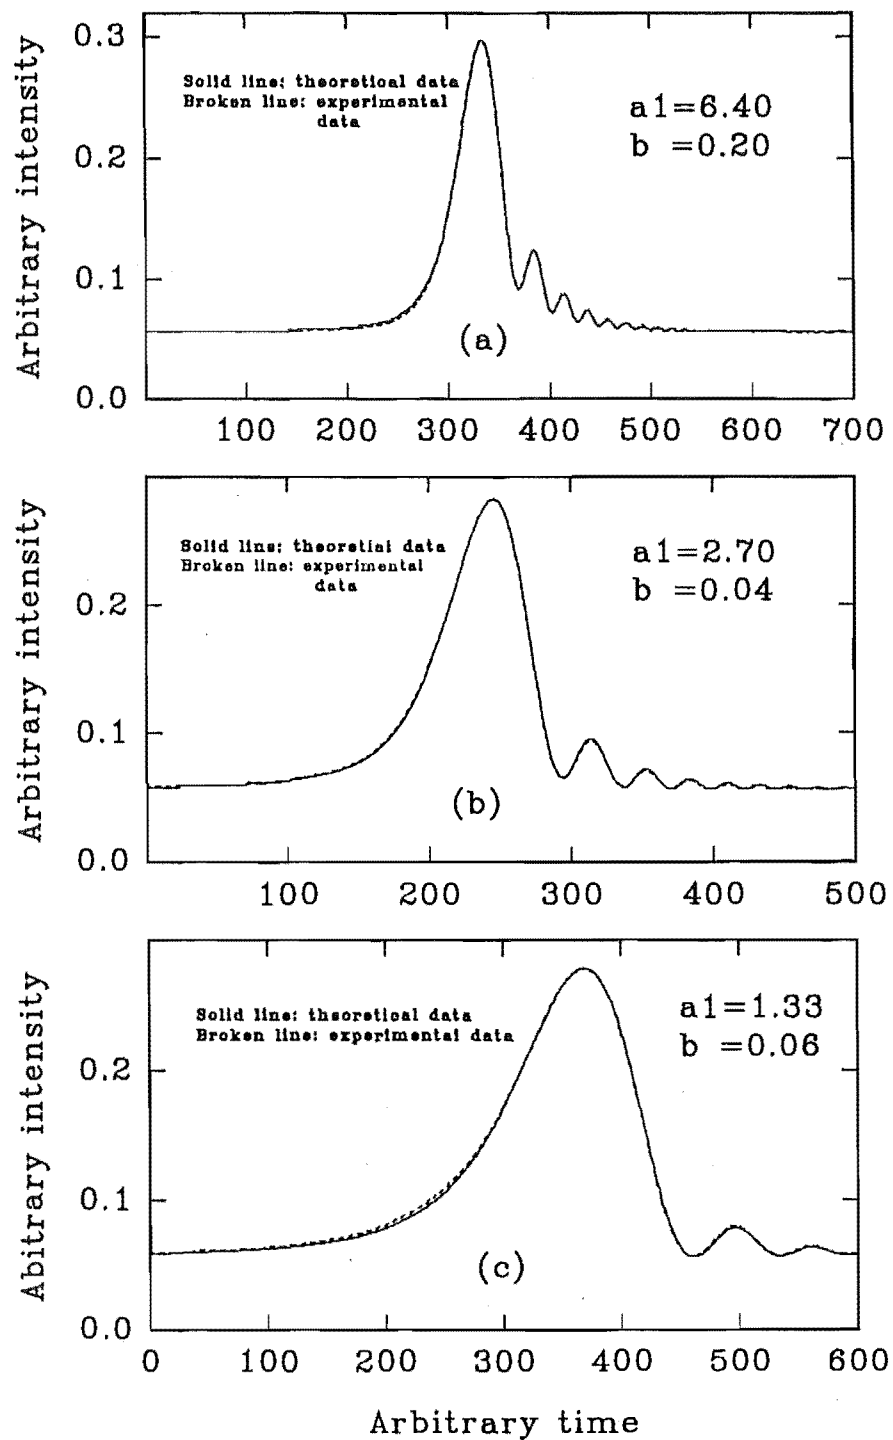 Arbitrary intensity
0.3
0.2
0.1
0.0
Solid line: theoretical data
Broken line: experimental
data
a1=6.40
b =0.20
(a)
100 200 300 400 500 600 700
Arbitrary intensity
0.2
0.1
0.0
Solid line: theoretial data
Broken line: experimental
data
a1=2.70
b =0.04
(b)
100 200 300 400 500
Abitrary intensity
0.2
0.1
0.0
Solid line: theoretical data
Broken line: experimental data
a1=1.33
b =0.06
(c)
0 100 200 300 400 500 600
Arbitrary time